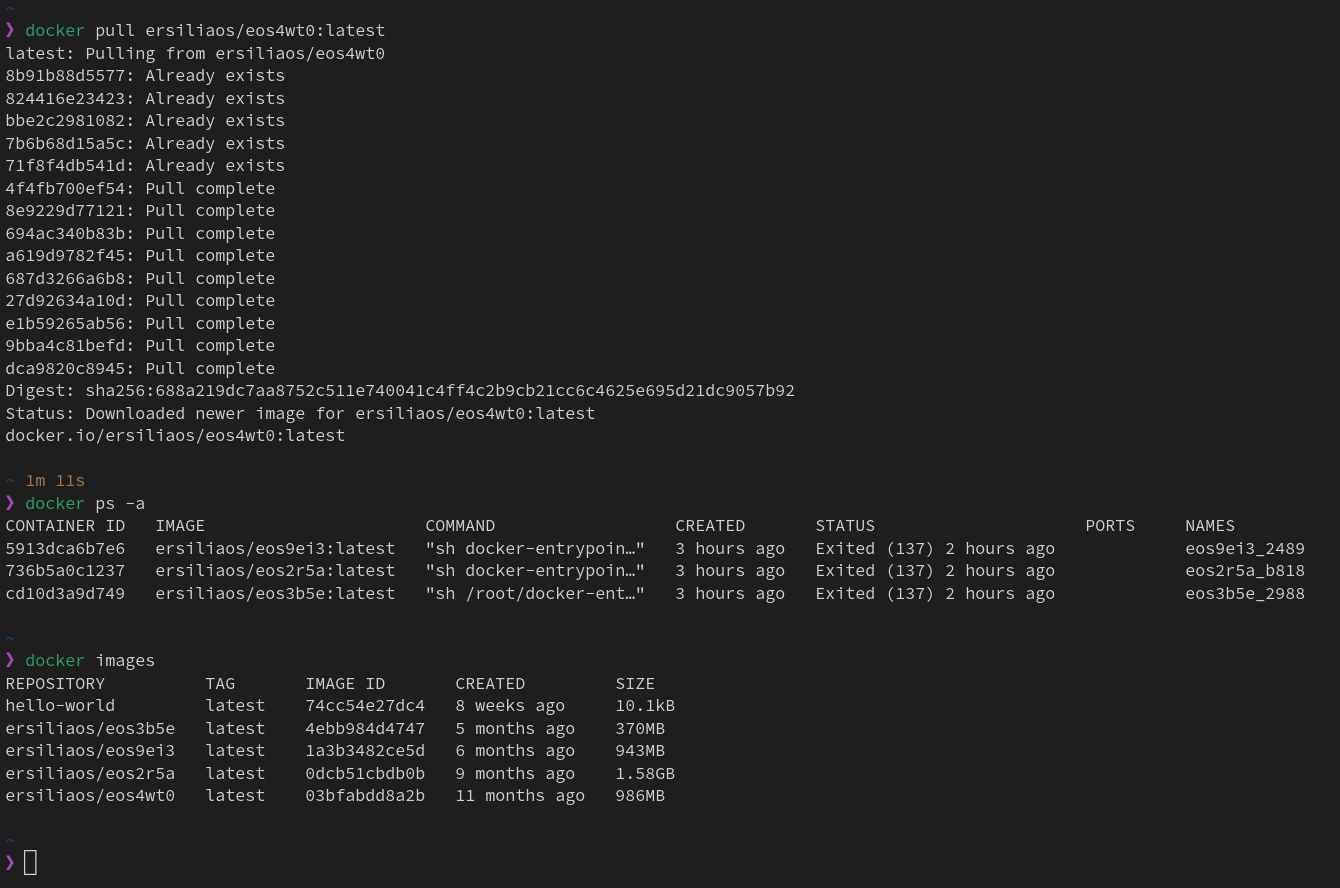 ~
❯ docker pull ersiliaos/eos4wt0:latest
latest: Pulling from ersiliaos/eos4wt0
8b91b88d5577: Already exists
824416e23423: Already exists
bbe2c2981082: Already exists
7b6b68d15a5c: Already exists
71f8f4db541d: Already exists
4f4fb700ef54: Pull complete
8e9229d77121: Pull complete
694ac340b83b: Pull complete
a619d9782f45: Pull complete
687d3266a6b8: Pull complete
27d92634a10d: Pull complete
e1b59265ab56: Pull complete
9bba4c81befd: Pull complete
dca9820c8945: Pull complete
Digest: sha256:688a219dc7aa8752c511e740041c4ff4c2b9cb21cc6c4625e695d21dc9057b92
Status: Downloaded newer image for ersiliaos/eos4wt0:latest
docker.io/ersiliaos/eos4wt0:latest
~ 1m 11s
❯ docker ps -a
CONTAINER ID   IMAGE                      COMMAND                  CREATED       STATUS                     PORTS     NAMES
5913dca6b7e6   ersiliaos/eos9ei3:latest   "sh docker-entrypoin…"   3 hours ago   Exited (137) 2 hours ago             eos9ei3_2489
736b5a0c1237   ersiliaos/eos2r5a:latest   "sh docker-entrypoin…"   3 hours ago   Exited (137) 2 hours ago             eos2r5a_b818
cd10d3a9d749   ersiliaos/eos3b5e:latest   "sh /root/docker-ent…"   3 hours ago   Exited (137) 2 hours ago             eos3b5e_2988
~
❯ docker images
REPOSITORY          TAG       IMAGE ID       CREATED         SIZE
hello-world         latest    74cc54e27dc4   8 weeks ago     10.1kB
ersiliaos/eos3b5e   latest    4ebb984d4747   5 months ago    370MB
ersiliaos/eos9ei3   latest    1a3b3482ce5d   6 months ago    943MB
ersiliaos/eos2r5a   latest    0dcb51cbdb0b   9 months ago    1.58GB
ersiliaos/eos4wt0   latest    03bfabdd8a2b   11 months ago   986MB
~
❯